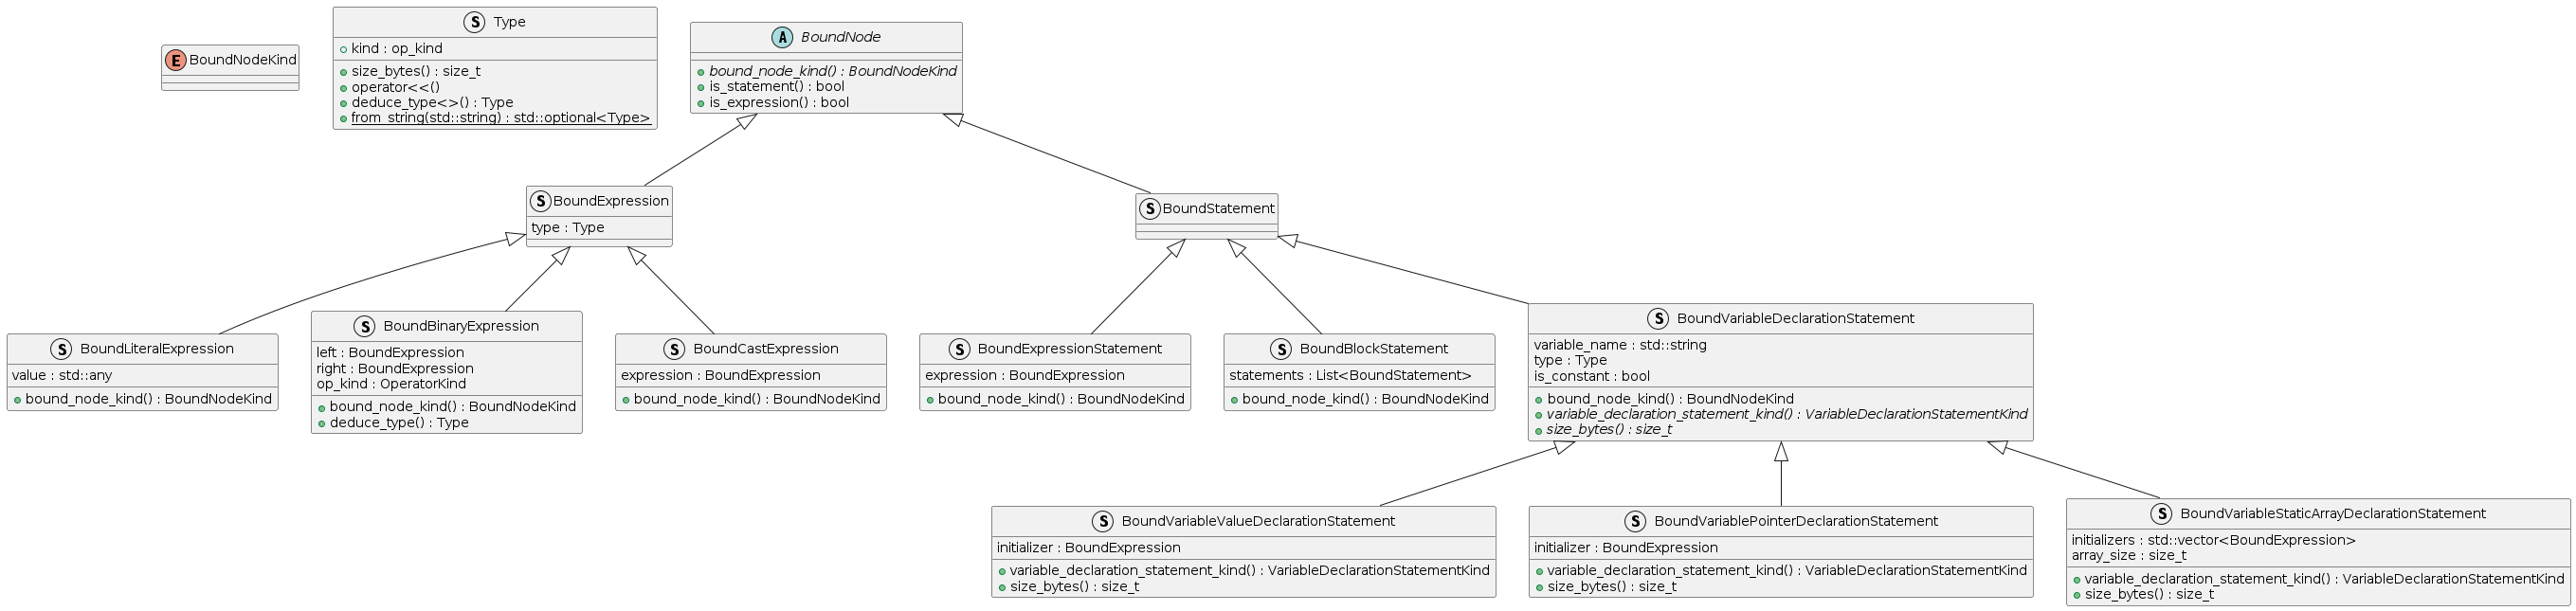 E BoundNodeKind
S Type
kind : op_kind
size_bytes() : size_t
operator<<()
deduce_type<>() : Type
from_string(std::string) : std::optional<Type>
A BoundNode
bound_node_kind() : BoundNodeKind
is_statement() : bool
is_expression() : bool
S BoundExpression
type : Type
S BoundStatement
S BoundLiteralExpression
value : std::any
bound_node_kind() : BoundNodeKind
S BoundBinaryExpression
left : BoundExpression
right : BoundExpression
op_kind : OperatorKind
bound_node_kind() : BoundNodeKind
deduce_type() : Type
S BoundCastExpression
expression : BoundExpression
bound_node_kind() : BoundNodeKind
S BoundExpressionStatement
expression : BoundExpression
bound_node_kind() : BoundNodeKind
S BoundBlockStatement
statements : List<BoundStatement>
bound_node_kind() : BoundNodeKind
S BoundVariableDeclarationStatement
variable_name : std::string
type : Type
is_constant : bool
bound_node_kind() : BoundNodeKind
variable_declaration_statement_kind() : VariableDeclarationStatementKind
size_bytes() : size_t
S BoundVariableValueDeclarationStatement
initializer : BoundExpression
variable_declaration_statement_kind() : VariableDeclarationStatementKind
size_bytes() : size_t
S BoundVariablePointerDeclarationStatement
initializer : BoundExpression
variable_declaration_statement_kind() : VariableDeclarationStatementKind
size_bytes() : size_t
S BoundVariableStaticArrayDeclarationStatement
initializers : std::vector<BoundExpression>
array_size : size_t
variable_declaration_statement_kind() : VariableDeclarationStatementKind
size_bytes() : size_t